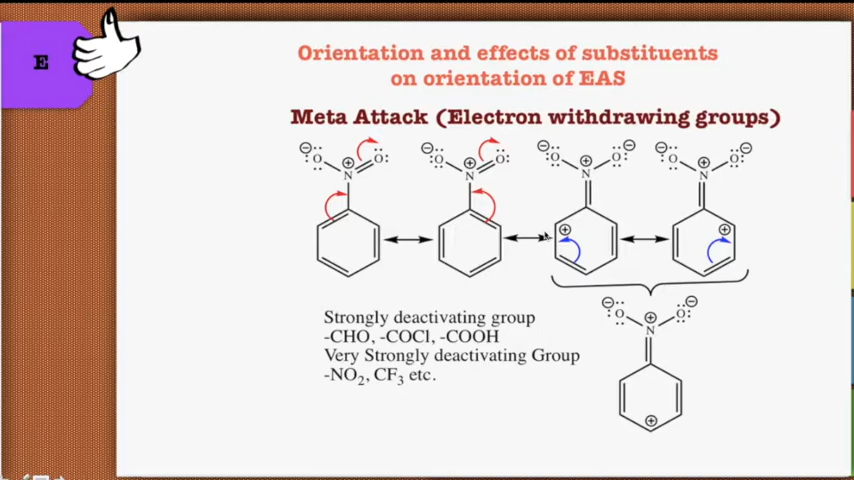 E
Orientation and effects of substituents
on orientation of EAS
Meta Attack (Electron withdrawing groups)
O N O
O N O
O N O
O N O
Strongly deactivating group
-CHO, -COCl, -COOH
Very Strongly deactivating Group
-NO2, CF3 etc.
O N O